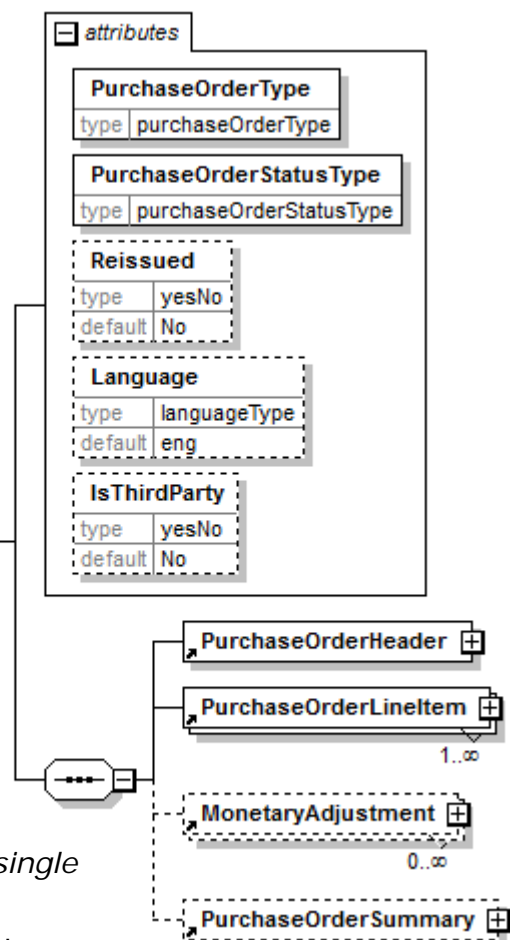 attributes
PurchaseOrderType
type purchaseOrderType
PurchaseOrderStatusType
type purchaseOrderStatusType
Reissued
type yesNo
default No
Language
type languageType
default eng
IsThirdParty
type yesNo
default No
PurchaseOrderHeader
PurchaseOrderLineItem
1..∞
MonetaryAdjustment
0..∞
single
PurchaseOrderSummary